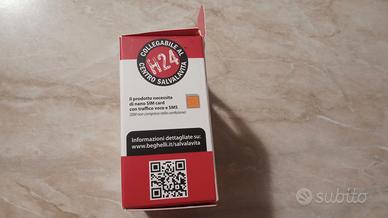 COLLEGABILE AL
H24
CENTRO SALVALAVITA
Il prodotto necessita
di nano SIM card
con traffico voce e SMS
(SIM non compresa nella confezione)
Informazioni dettagliate su:
www.beghelli.it/salvalavita
subito